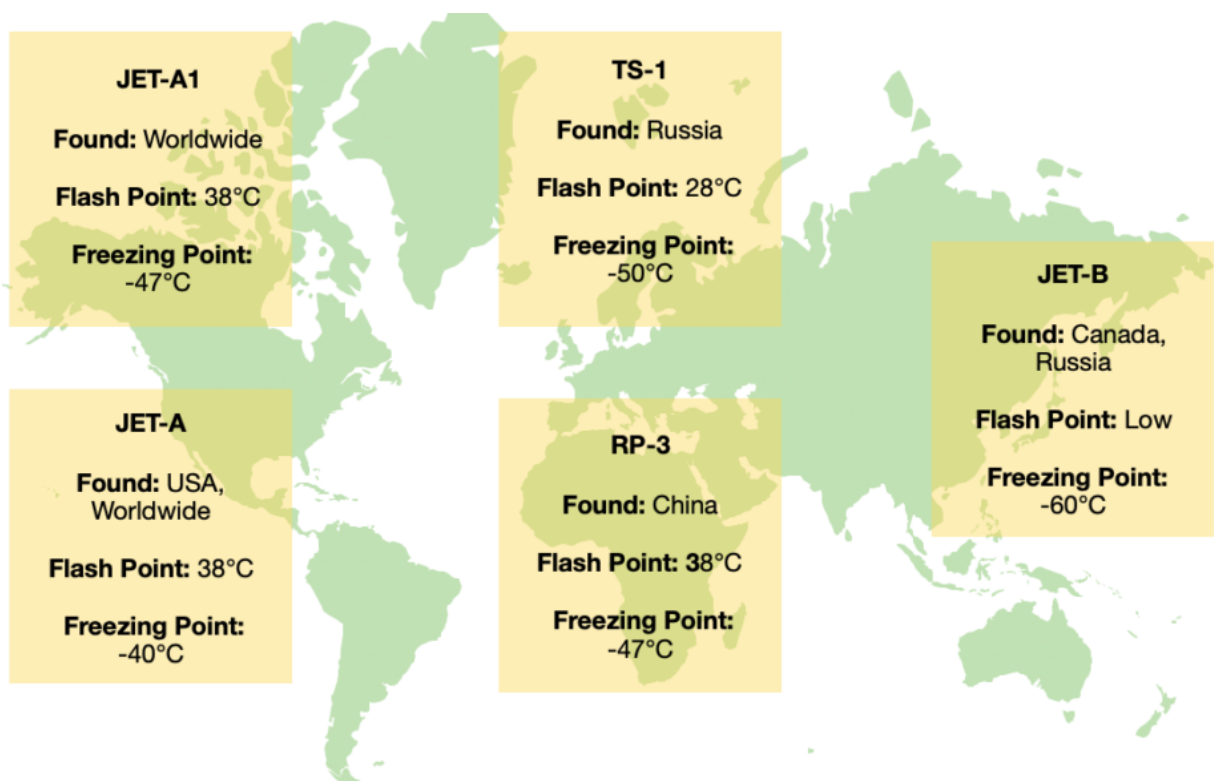 JET-A1
Found: Worldwide
Flash Point: 38°C
Freezing Point:
-47°C
TS-1
Found: Russia
Flash Point: 28°C
Freezing Point:
-50°C
JET-B
Found: Canada,
Russia
Flash Point: Low
Freezing Point:
-60°C
JET-A
Found: USA,
Worldwide
Flash Point: 38°C
Freezing Point:
-40°C
RP-3
Found: China
Flash Point: 38°C
Freezing Point:
-47°C